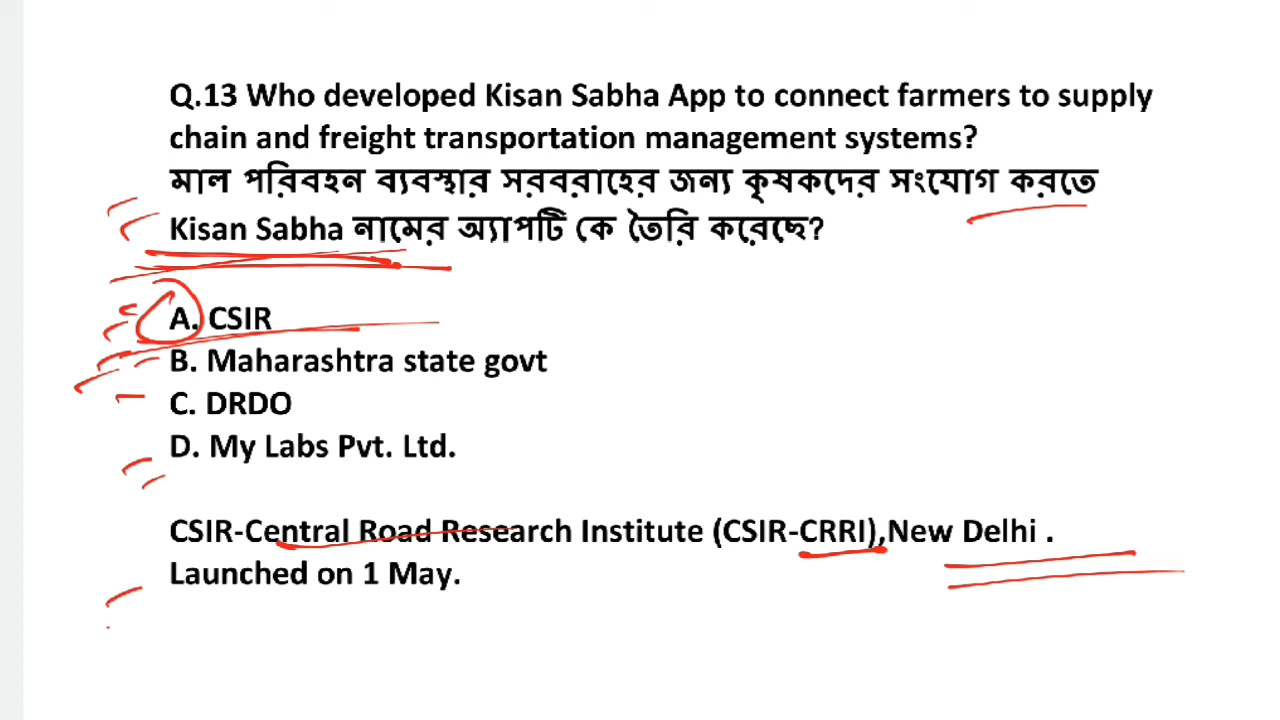 Q.13 Who developed Kisan Sabha App to connect farmers to supply
chain and freight transportation management systems?
মাল পরিবহন ব্যবস্থার সরবরাহের জন্য কৃষকদের সংযোগ করতে
Kisan Sabha নামের অ্যাপটি কে তৈরি করেছে?
A. CSIR
B. Maharashtra state govt
C. DRDO
D. My Labs Pvt. Ltd.
CSIR-Central Road Research Institute (CSIR-CRRI),New Delhi .
Launched on 1 May.